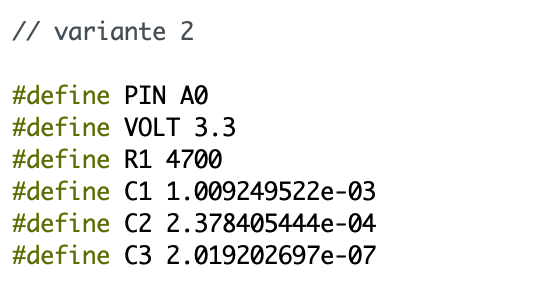 // variante 2
#define PIN A0
#define VOLT 3.3
#define R1 4700
#define C1 1.009249522e-03
#define C2 2.378405444e-04
#define C3 2.019202697e-07